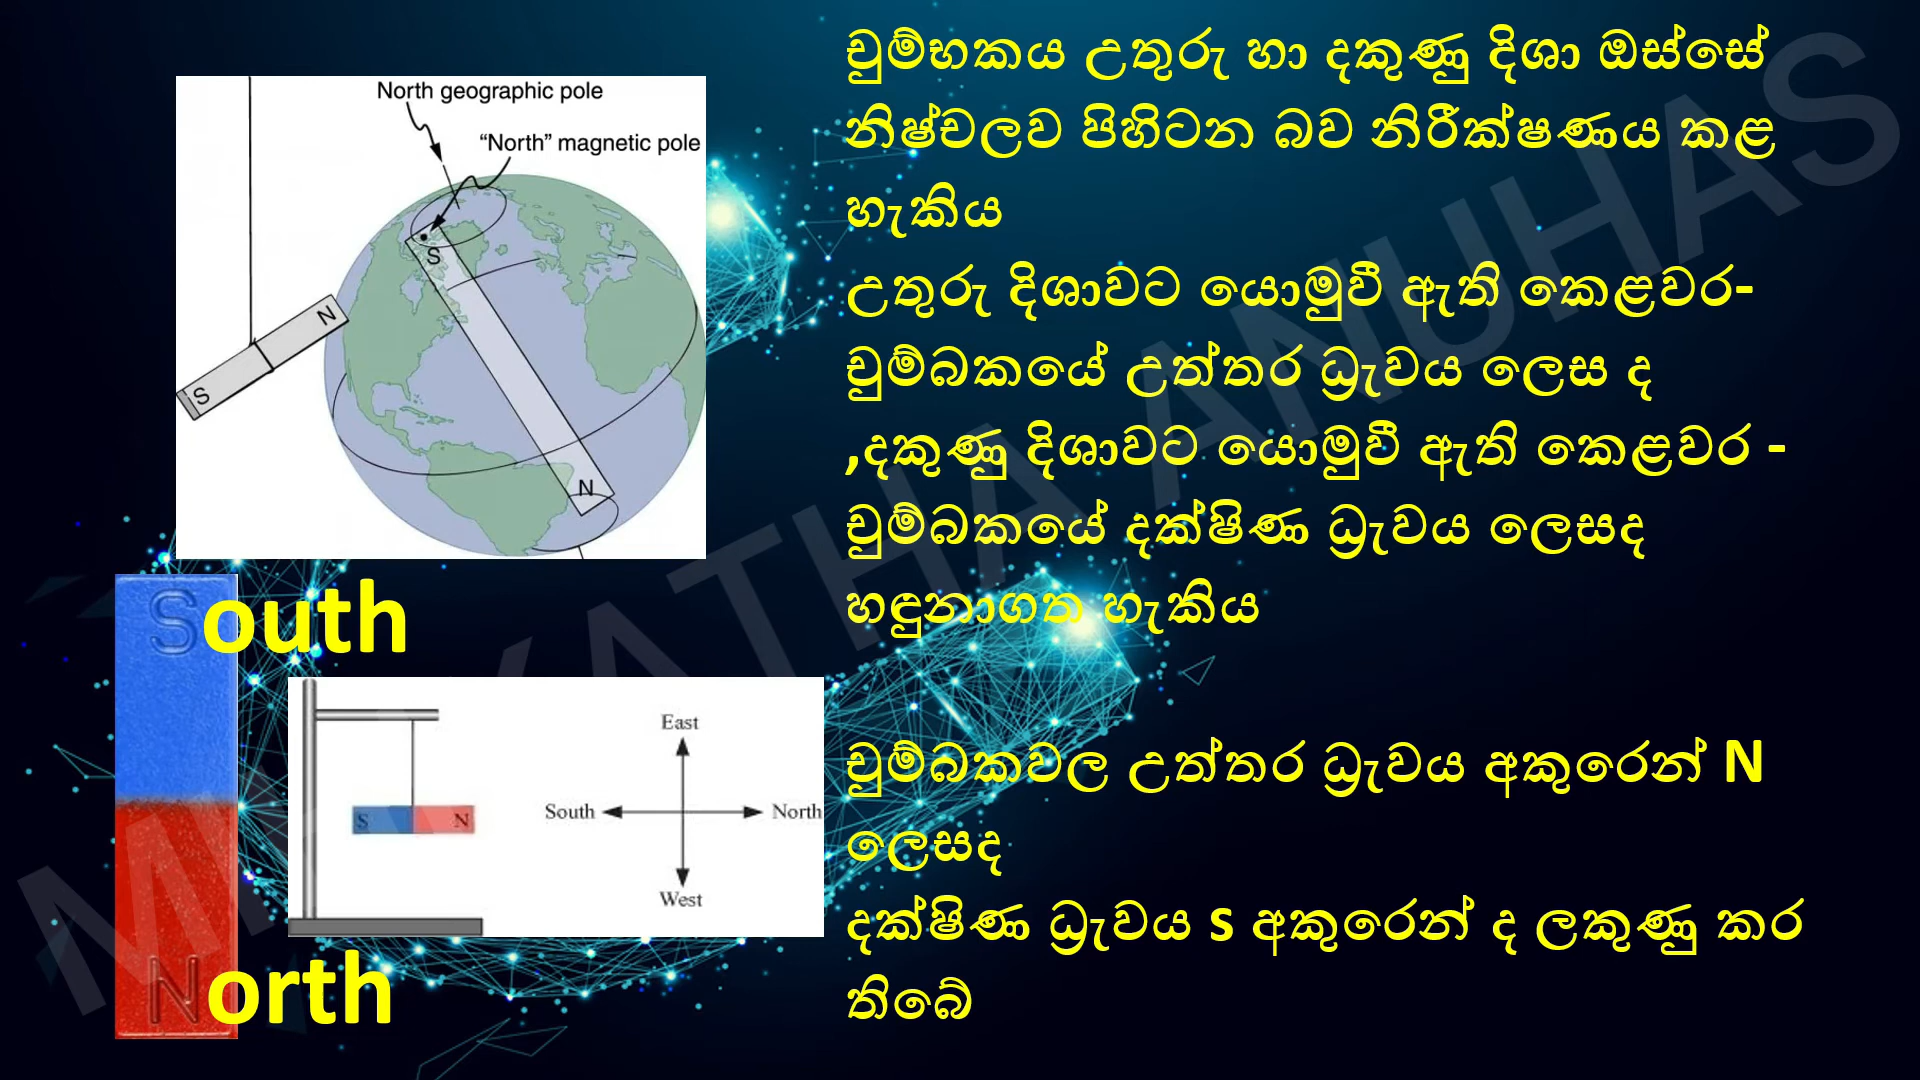 North geographic pole
“North” magnetic pole
S
N
N
S
South
S N
East
South North
West
North
චුම්භකය උතුරු හා දකුණු දිශා ඔස්සේ
නිෂ්චලව පිහිටන බව නිරීක්ෂණය කළ
හැකිය
උතුරු දිශාවට යොමුවී ඇති කෙළවර-
චුම්බකයේ උත්තර ධ්‍රැවය ලෙස ද
,දකුණු දිශාවට යොමුවී ඇති කෙළවර -
චුම්බකයේ දක්ෂිණ ධ්‍රැවය ලෙසද
හඳුනාගත හැකිය
චුම්බකවල උත්තර ධ්‍රැවය අකුරෙන් N
ලෙසද
දක්ෂිණ ධ්‍රැවය s අකුරෙන් ද ලකුණු කර
තිබේ